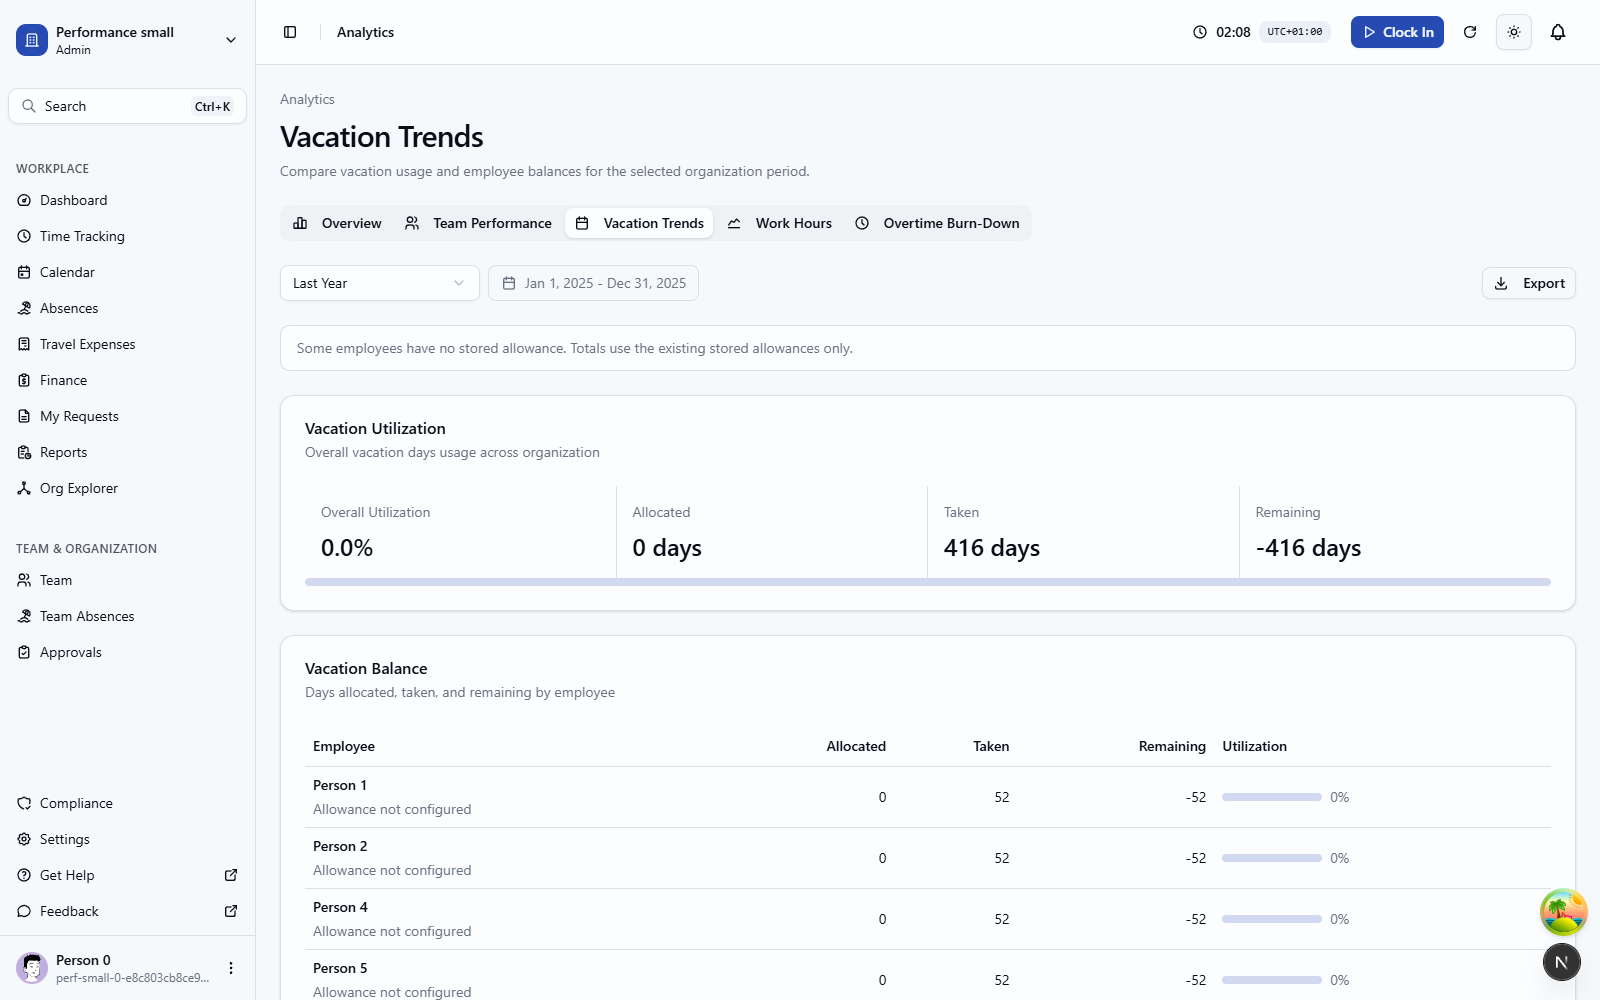 Performance small
Admin
Search
Ctrl+K
WORKPLACE
Dashboard
Time Tracking
Calendar
Absences
Travel Expenses
Finance
My Requests
Reports
Org Explorer
TEAM & ORGANIZATION
Team
Team Absences
Approvals
Compliance
Settings
Get Help
Feedback
Person 0
perf-small-0-e8c803cb8ce9...
Analytics
02:08 UTC+01:00 Clock In
Analytics
Vacation Trends
Compare vacation usage and employee balances for the selected organization period.
Overview Team Performance Vacation Trends Work Hours Overtime Burn-Down
Last Year Jan 1, 2025 - Dec 31, 2025 Export
Some employees have no stored allowance. Totals use the existing stored allowances only.
Vacation Utilization
Overall vacation days usage across organization
Overall Utilization Allocated Taken Remaining
0.0% 0 days 416 days -416 days
Vacation Balance
Days allocated, taken, and remaining by employee
Employee Allocated Taken Remaining Utilization
Person 1
Allowance not configured
0 52 -52 0%
Person 2
Allowance not configured
0 52 -52 0%
Person 4
Allowance not configured
0 52 -52 0%
Person 5
Allowance not configured
0 52 -52 0%
N